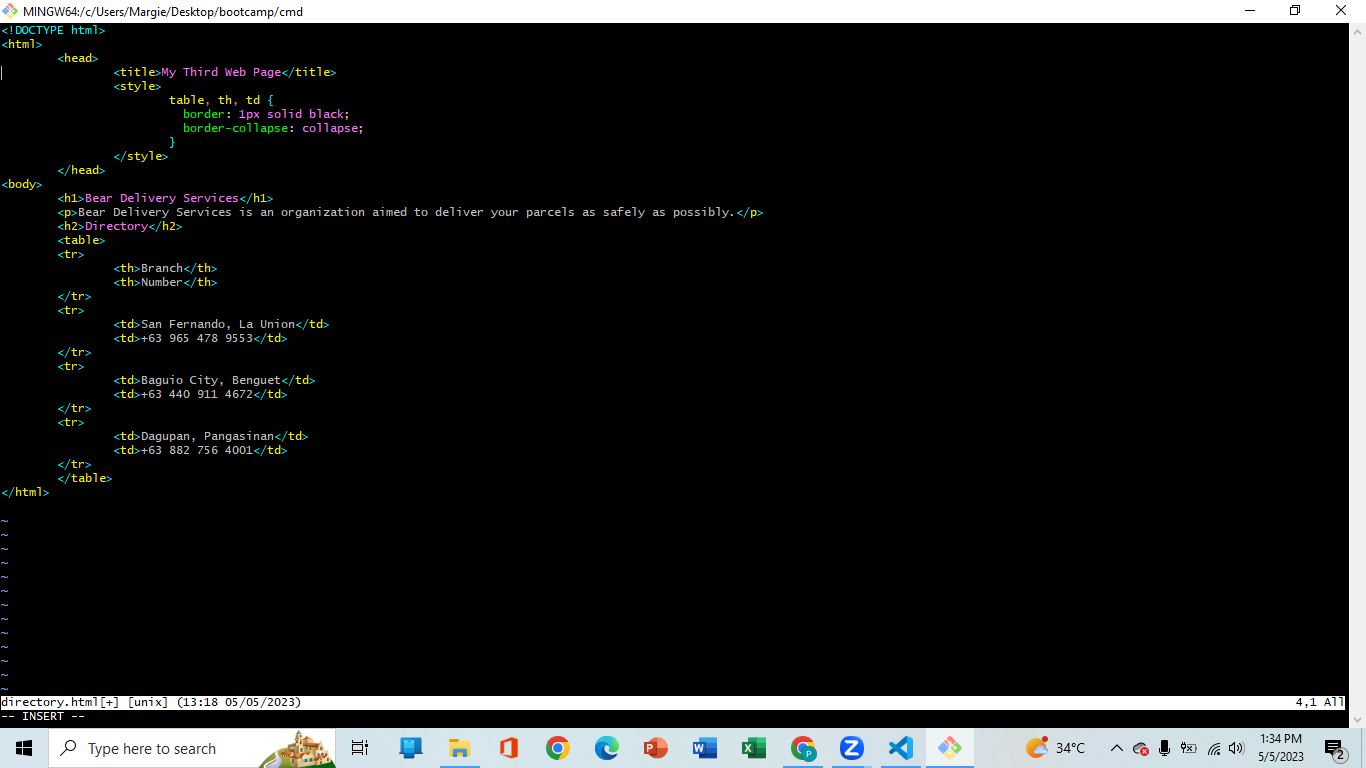 MINGW64:/c/Users/Margie/Desktop/bootcamp/cmd
<!DOCTYPE html>
<html>
        <head>
                <title>My Third Web Page</title>
                <style>
                        table, th, td {
                          border: 1px solid black;
                          border-collapse: collapse;
                        }
                </style>
        </head>
<body>
        <h1>Bear Delivery Services</h1>
        <p>Bear Delivery Services is an organization aimed to deliver your parcels as safely as possibly.</p>
        <h2>Directory</h2>
        <table>
        <tr>
                <th>Branch</th>
                <th>Number</th>
        </tr>
        <tr>
                <td>San Fernando, La Union</td>
                <td>+63 965 478 9553</td>
        </tr>
        <tr>
                <td>Baguio City, Benguet</td>
                <td>+63 440 911 4672</td>
        </tr>
        <tr>
                <td>Dagupan, Pangasinan</td>
                <td>+63 882 756 4001</td>
        </tr>
        </table>
</html>
~
~
~
~
~
~
~
~
~
~
~
~
~
directory.html[+] [unix] (13:18 05/05/2023) 4,1 All
-- INSERT --
Type here to search 34°C 1:34 PM
5/5/2023 2